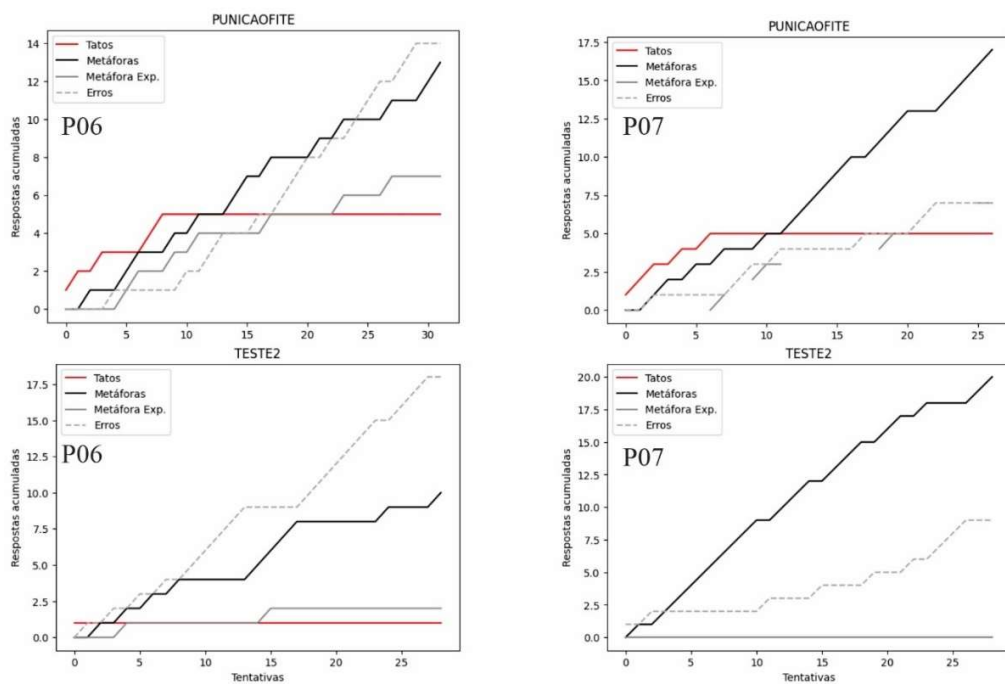 PUNICAOFITE
Tatos
Metáforas
Metáfora Exp.
Erros
P06
Respostas acumuladas
14
12
10
8
6
4
2
0
0 5 10 15 20 25 30
PUNICAOFITE
Tatos
Metáforas
Metáfora Exp.
Erros
P07
Respostas acumuladas
17.5
15.0
12.5
10.0
7.5
5.0
2.5
0.0
0 5 10 15 20 25
TESTE2
Tatos
Metáforas
Metáfora Exp.
Erros
P06
Respostas acumuladas
17.5
15.0
12.5
10.0
7.5
5.0
2.5
0.0
0 5 10 15 20 25
Tentativas
TESTE2
Tatos
Metáforas
Metáfora Exp.
Erros
P07
Respostas acumuladas
20.0
17.5
15.0
12.5
10.0
7.5
5.0
2.5
0.0
0 5 10 15 20 25
Tentativas